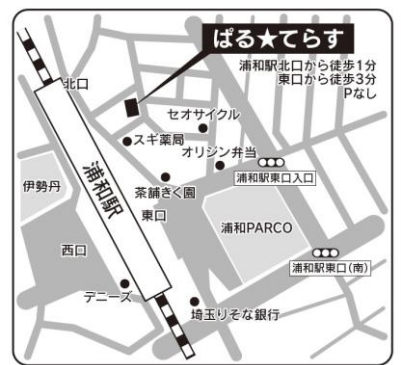 ぱる★てらす
浦和駅北口から徒歩1分
東口から徒歩3分
Pなし
北口
セオサイクル
スギ薬局
オリジン弁当
浦和駅東口入口
伊勢丹
浦和駅
茶舗きく園
東口
浦和PARCO
西口
浦和駅東口(南)
デニーズ
埼玉りそな銀行